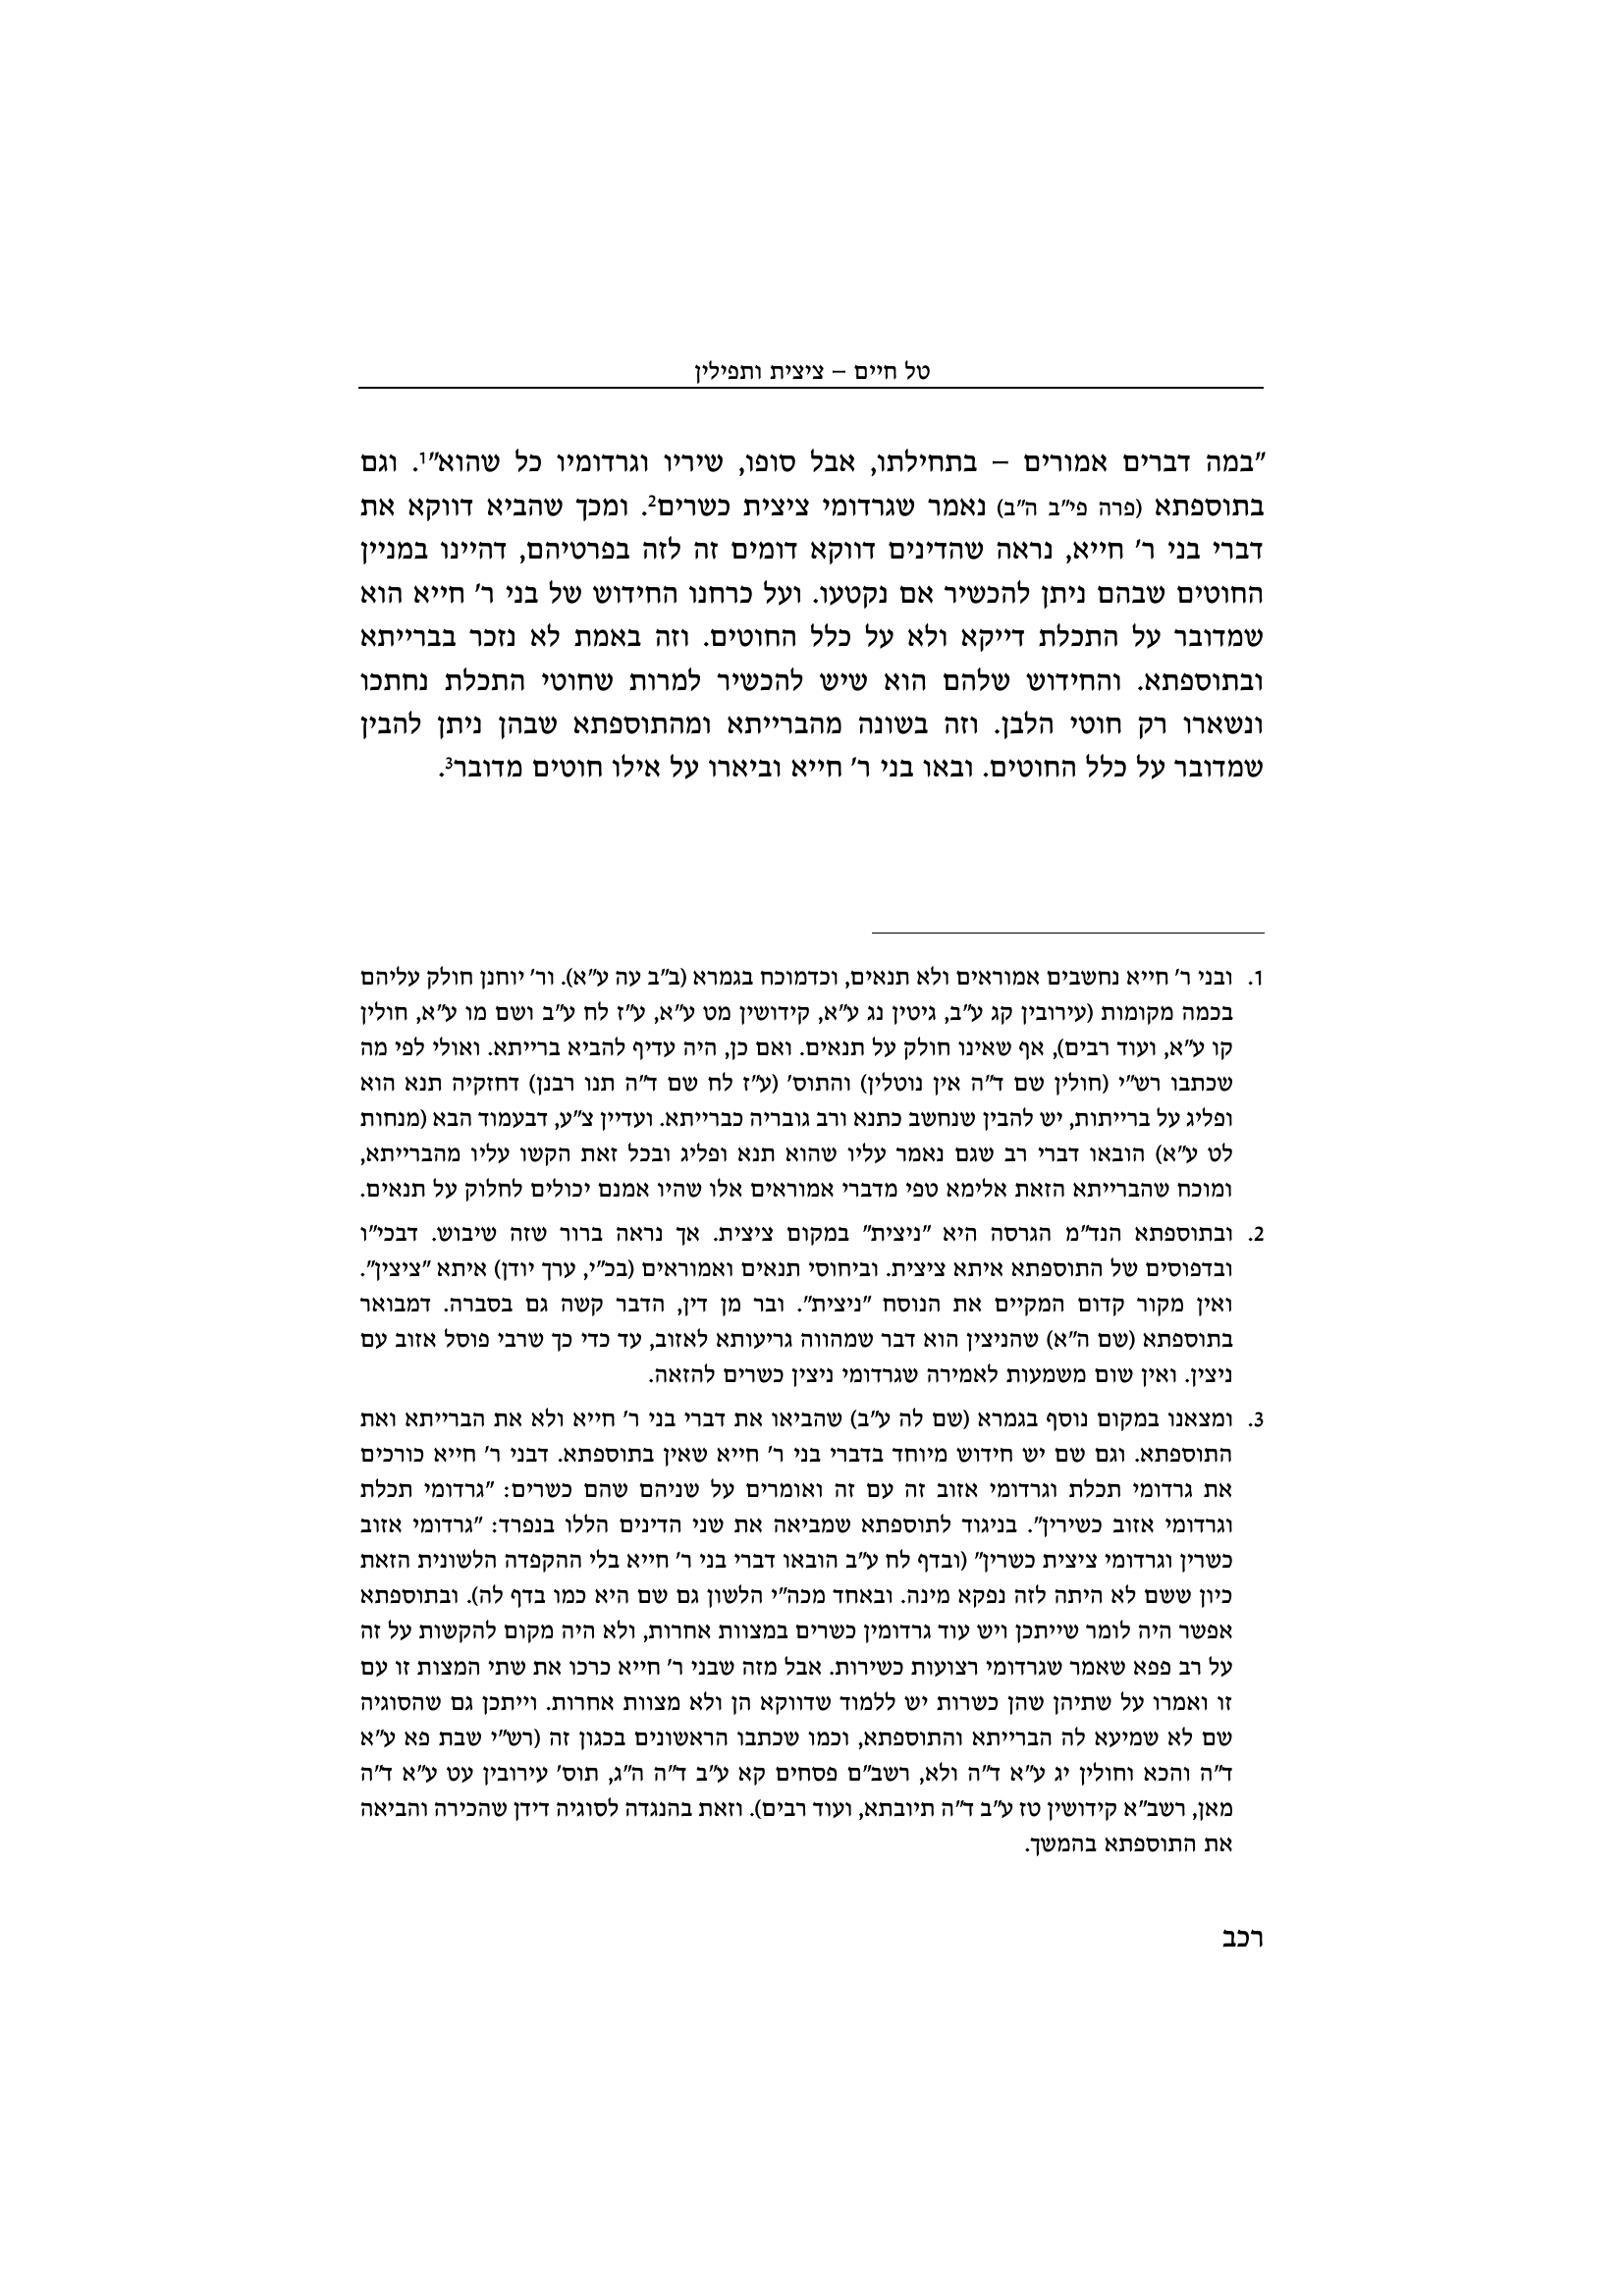 טל חיים – ציצית ותפילין
"במה דברים אמורים – בתחילתו, אבל סופו, שיריו וגרדומיו כל שהוא"1. וגם
בתוספתא (פרה פי"ב ה"ב) נאמר שגרדומי ציצית כשרים2. ומכך שהביא דווקא את
דברי בני ר' חייא, נראה שהדינים דווקא דומים זה לזה בפרטיהם, דהיינו במניין
החוטים שבהם ניתן להכשיר אם נקטעו. ועל כרחנו החידוש של בני ר' חייא הוא
שמדובר על התכלת דייקא ולא על כלל החוטים. וזה באמת לא נזכר בברייתא
ובתוספתא. והחידוש שלהם הוא שיש להכשיר למרות שחוטי התכלת נחתכו
ונשארו רק חוטי הלבן. וזה בשונה מהברייתא ומהתוספתא שבהן ניתן להבין
שמדובר על כלל החוטים. ובאו בני ר' חייא וביארו על אילו חוטים מדובר3.
1. ובני ר' חייא נחשבים אמוראים ולא תנאים, וכדמוכח בגמרא (ב"ב עה ע"א). ור' יוחנן חולק עליהם
בכמה מקומות (עירובין קג ע"ב, גיטין נג ע"א, קידושין מט ע"א, ע"ז לח ע"ב ושם מו ע"א, חולין
קו ע"א, ועוד רבים), אף שאינו חולק על תנאים. ואם כן, היה עדיף להביא ברייתא. ואולי לפי מה
שכתבו רש"י (חולין שם ד"ה אין נוטלין) והתוס' (ע"ז לח שם ד"ה תנו רבנן) דחזקיה תנא הוא
ופליג על ברייתות, יש להבין שנחשב כתנא ורב גובריה כברייתא. ועדיין צ"ע, דבעמוד הבא (מנחות
לט ע"א) הובאו דברי רב שגם נאמר עליו שהוא תנא ופליג ובכל זאת הקשו עליו מהברייתא,
ומוכח שהברייתא הזאת אלימא טפי מדברי אמוראים אלו שהיו אמנם יכולים לחלוק על תנאים.
2. ובתוספתא הנד"מ הגרסה היא "ניצית" במקום ציצית. אך נראה ברור שזה שיבוש. דבכי"ו
ובדפוסים של התוספתא איתא ציצית. וביחוסי תנאים ואמוראים (בכ"י, ערך יודן) איתא "ציצין".
ואין מקור קדום המקיים את הנוסח "ניצית". ובר מן דין, הדבר קשה גם בסברה. דמבואר
בתוספתא (שם ה"א) שהניצין הוא דבר שמהווה גריעותא לאזוב, עד כדי כך שרבי פוסל אזוב עם
ניצין. ואין שום משמעות לאמירה שגרדומי ניצין כשרים להזאה.
3. ומצאנו במקום נוסף בגמרא (שם לה ע"ב) שהביאו את דברי בני ר' חייא ולא את הברייתא ואת
התוספתא. וגם שם יש חידוש מיוחד בדברי בני ר' חייא שאין בתוספתא. דבני ר' חייא כורכים
את גרדומי תכלת וגרדומי אזוב זה עם זה ואומרים על שניהם שהם כשרים: "גרדומי תכלת
וגרדומי אזוב כשירין". בניגוד לתוספתא שמביאה את שני הדינים הללו בנפרד: "גרדומי אזוב
כשרין וגרדומי ציצית כשרין" (ובדף לח ע"ב הובאו דברי בני ר' חייא בלי ההקפדה הלשונית הזאת
כיון ששם לא היתה לזה נפקא מינה. ובאחד מכה"י הלשון גם שם היא כמו בדף לה). ובתוספתא
אפשר היה לומר שייתכן ויש עוד גרדומין כשרים במצוות אחרות, ולא היה מקום להקשות על זה
על רב פפא שאמר שגרדומי רצועות כשירות. אבל מזה שבני ר' חייא כרכו את שתי המצות זו עם
זו ואמרו על שתיהן שהן כשרות יש ללמוד שדווקא הן ולא מצוות אחרות. וייתכן גם שהסוגיה
שם לא שמיעא לה הברייתא והתוספתא, וכמו שכתבו הראשונים בכגון זה (רש"י שבת פא ע"א
ד"ה והכא וחולין יג ע"א ד"ה ולא, רשב"ם פסחים קא ע"ב ד"ה ה"ג, תוס' עירובין עט ע"א ד"ה
מאן, רשב"א קידושין טז ע"ב ד"ה תיובתא, ועוד רבים). וזאת בהנגדה לסוגיה דידן שהכירה והביאה
את התוספתא בהמשך.
רכב